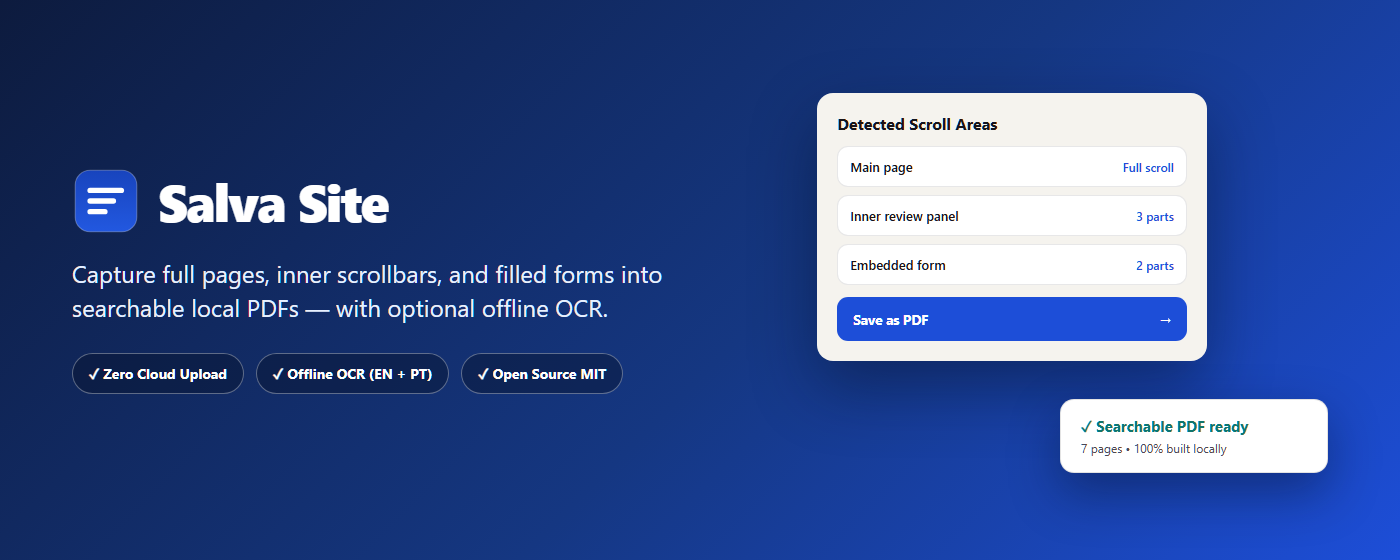 Salva Site
Capture full pages, inner scrollbars, and filled forms into
searchable local PDFs — with optional offline OCR.
✓ Zero Cloud Upload
✓ Offline OCR (EN + PT)
✓ Open Source MIT
Detected Scroll Areas
Main page Full scroll
Inner review panel 3 parts
Embedded form 2 parts
Save as PDF →
✓ Searchable PDF ready
7 pages • 100% built locally